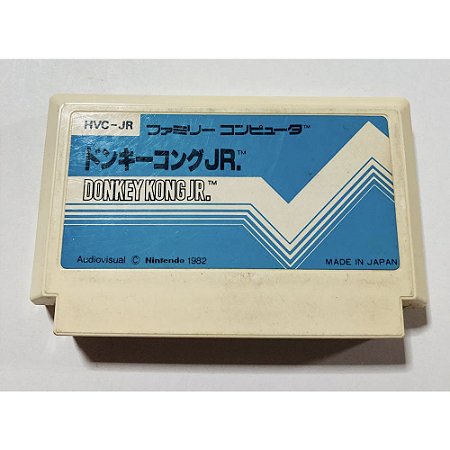 HVC-JR ファミリー コンピュータ™
ドンキーコングJR.™
DONKEY KONG JR.™
Audiovisual © Nintendo 1982
MADE IN JAPAN